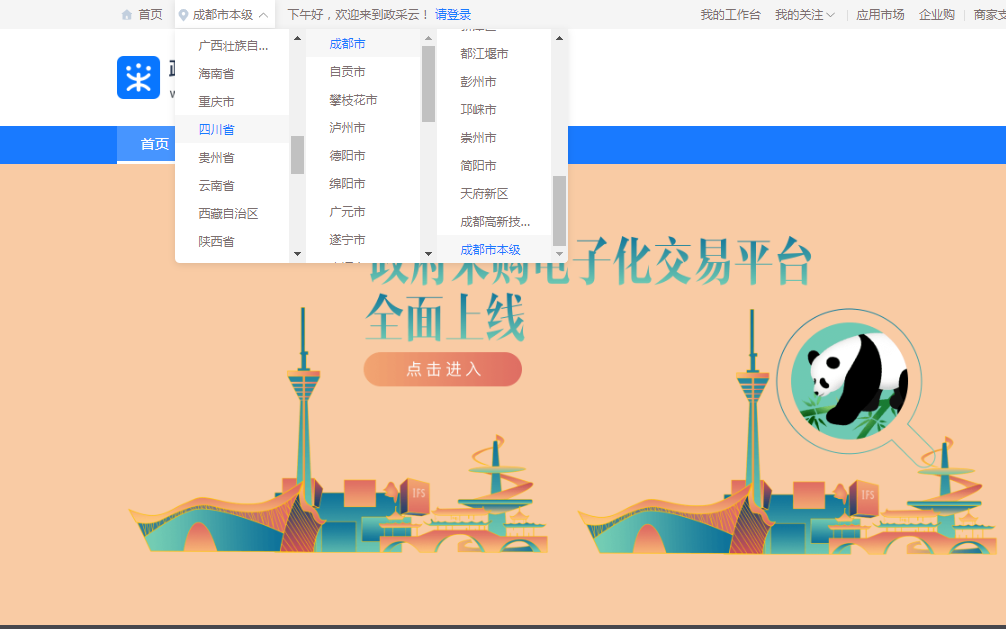 首页 成都市本级 下午好，欢迎来到政采云！ 请登录 我的工作台 我的关注 应用市场 企业购 商家支
广西壮族自... 成都市
海南省 自贡市 都江堰市
重庆市 攀枝花市 彭州市
四川省 泸州市 邛崃市
贵州省 德阳市 崇州市
云南省 绵阳市 简阳市
西藏自治区 广元市 天府新区
陕西省 遂宁市 成都高新技...
成都市本级
首页
政府采购电子化交易平台
全面上线
点击进入
IFS
IFS